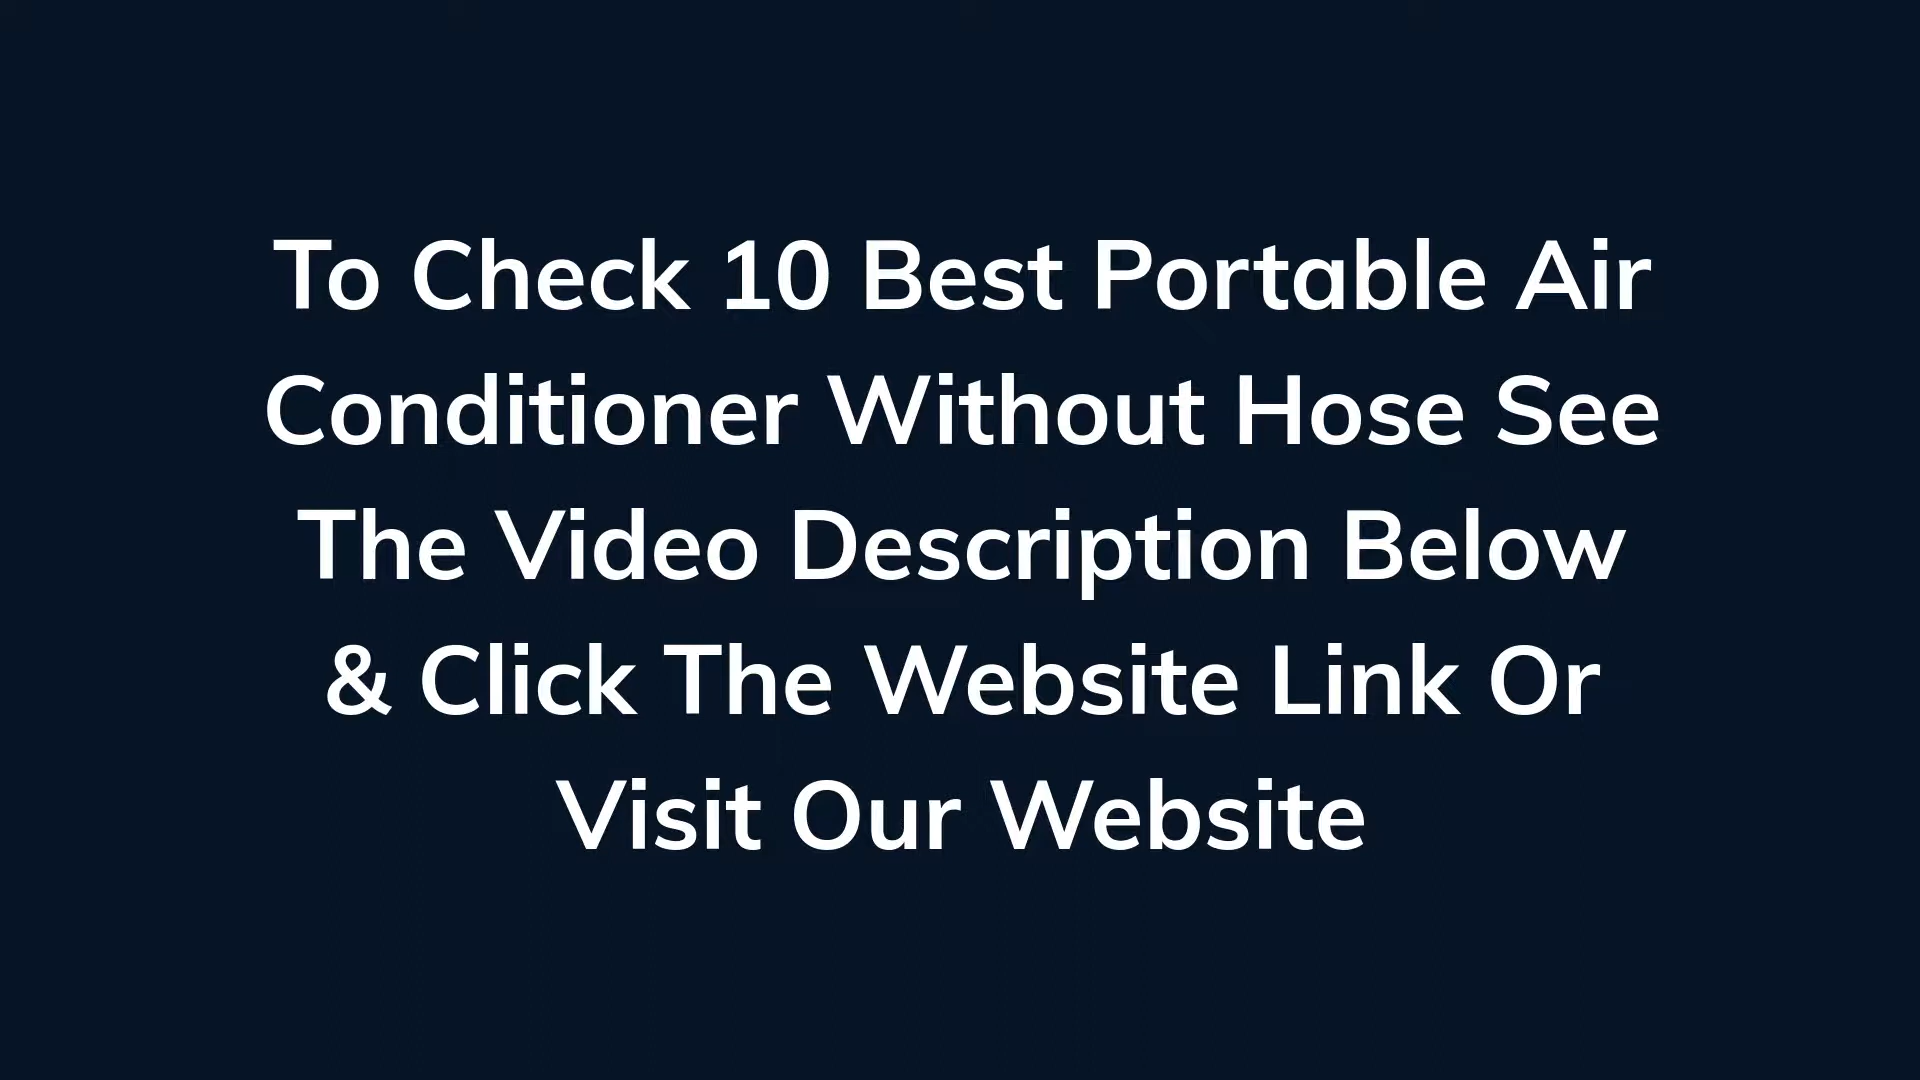 To Check 10 Best Portable Air
Conditioner Without Hose See
The Video Description Below
& Click The Website Link Or
Visit Our Website